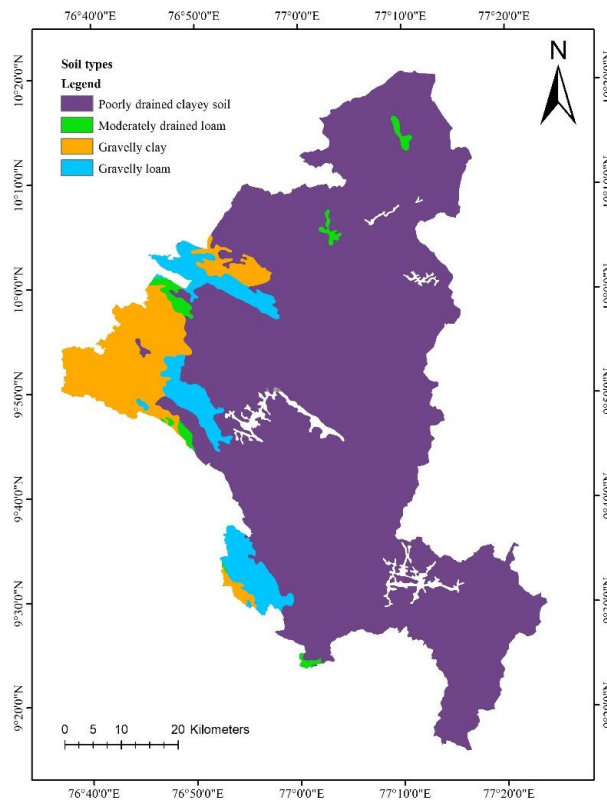 76°40'0"E 76°50'0"E 77°0'0"E 77°10'0"E 77°20'0"E
N
Soil types
Legend
Poorly drained clayey soil
Moderately drained loam
Gravelly clay
Gravelly loam
10°20'0"N 10°20'0"N
10°10'0"N 10°10'0"N
10°0'0"N 10°0'0"N
9°50'0"N 9°50'0"N
9°40'0"N 9°40'0"N
9°30'0"N 9°30'0"N
9°20'0"N 9°20'0"N
0 5 10 20 Kilometers
76°40'0"E 76°50'0"E 77°0'0"E 77°10'0"E 77°20'0"E